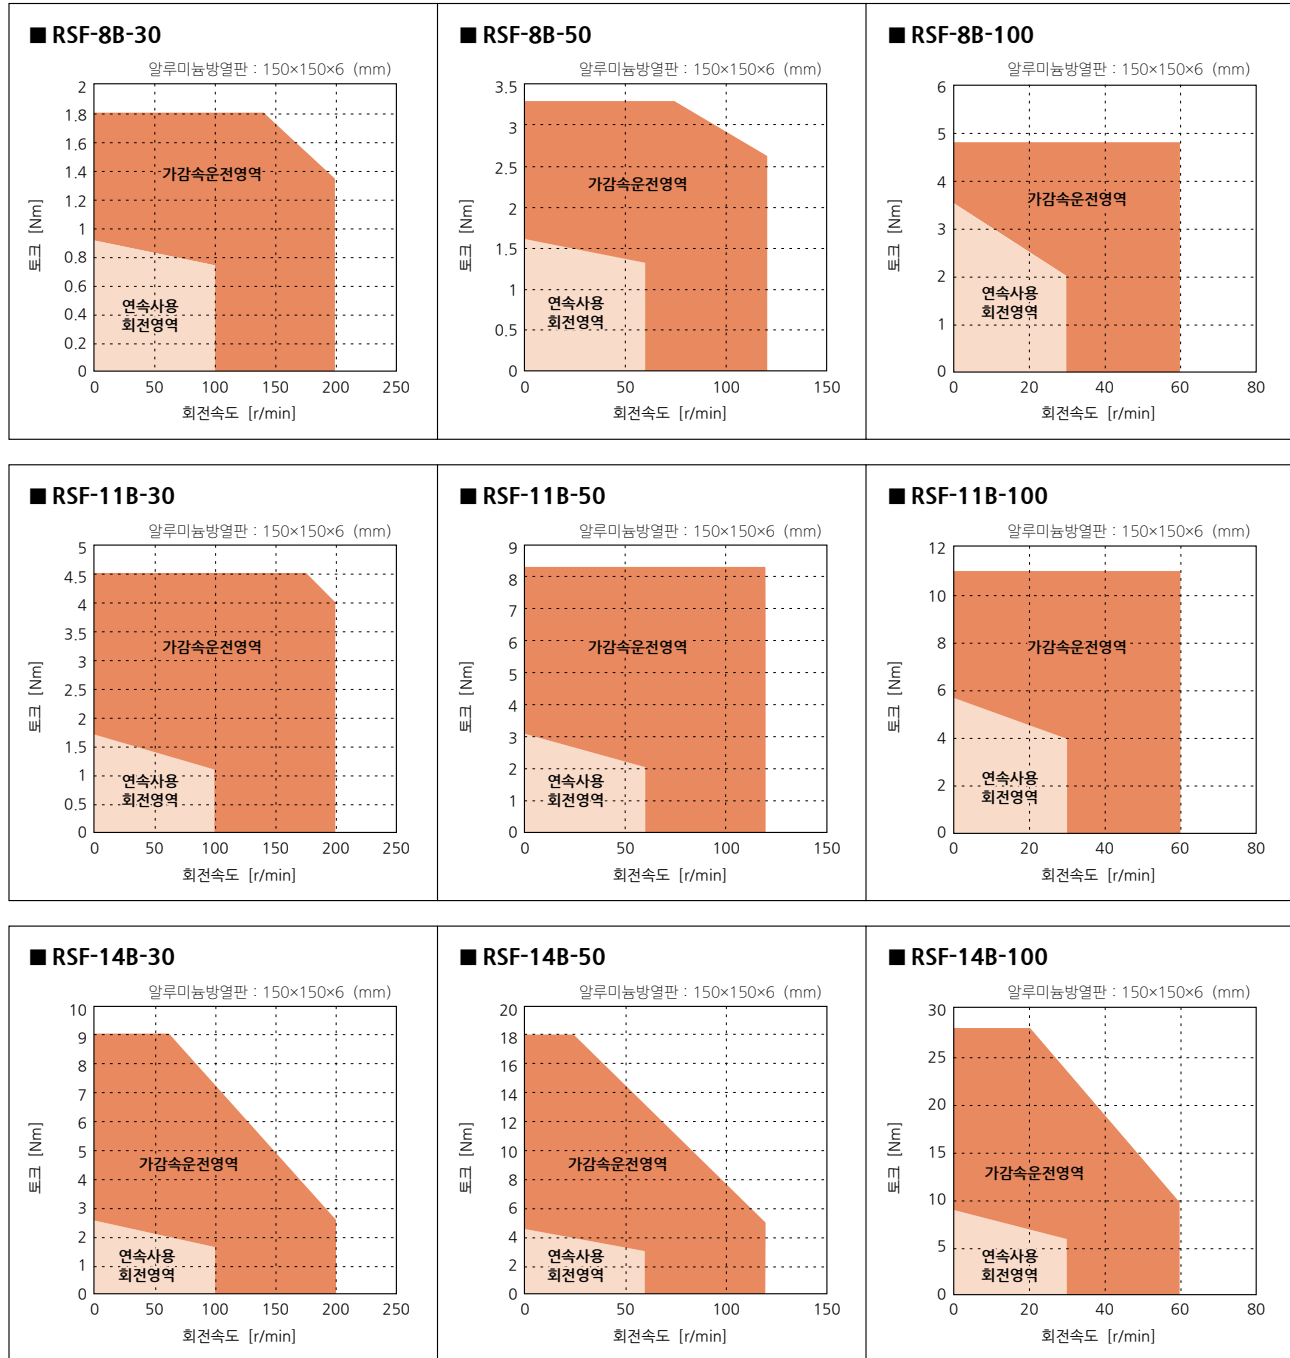 ■ RSF-8B-30
알루미늄방열판 : 150×150×6 (mm)
2
1.8
1.6
1.4
1.2
1
0.8
0.6
0.4
0.2
0
토크 [Nm]
가감속운전영역
연속사용
회전영역
0 50 100 150 200 250
회전속도 [r/min]
■ RSF-8B-50
알루미늄방열판 : 150×150×6 (mm)
3.5
3
2.5
2
1.5
1
0.5
0
토크 [Nm]
가감속운전영역
연속사용
회전영역
0 50 100 150
회전속도 [r/min]
■ RSF-8B-100
알루미늄방열판 : 150×150×6 (mm)
6
5
4
3
2
1
0
토크 [Nm]
가감속운전영역
연속사용
회전영역
0 20 40 60 80
회전속도 [r/min]
■ RSF-11B-30
알루미늄방열판 : 150×150×6 (mm)
5
4.5
4
3.5
3
2.5
2
1.5
1
0.5
0
토크 [Nm]
가감속운전영역
연속사용
회전영역
0 50 100 150 200 250
회전속도 [r/min]
■ RSF-11B-50
알루미늄방열판 : 150×150×6 (mm)
9
8
7
6
5
4
3
2
1
0
토크 [Nm]
가감속운전영역
연속사용
회전영역
0 50 100 150
회전속도 [r/min]
■ RSF-11B-100
알루미늄방열판 : 150×150×6 (mm)
12
10
8
6
4
2
0
토크 [Nm]
가감속운전영역
연속사용
회전영역
0 20 40 60 80
회전속도 [r/min]
■ RSF-14B-30
알루미늄방열판 : 150×150×6 (mm)
10
9
8
7
6
5
4
3
2
1
0
토크 [Nm]
가감속운전영역
연속사용
회전영역
0 50 100 150 200 250
회전속도 [r/min]
■ RSF-14B-50
알루미늄방열판 : 150×150×6 (mm)
20
18
16
14
12
10
8
6
4
2
0
토크 [Nm]
가감속운전영역
연속사용
회전영역
0 50 100 150
회전속도 [r/min]
■ RSF-14B-100
알루미늄방열판 : 150×150×6 (mm)
30
25
20
15
10
5
0
토크 [Nm]
가감속운전영역
연속사용
회전영역
0 20 40 60 80
회전속도 [r/min]